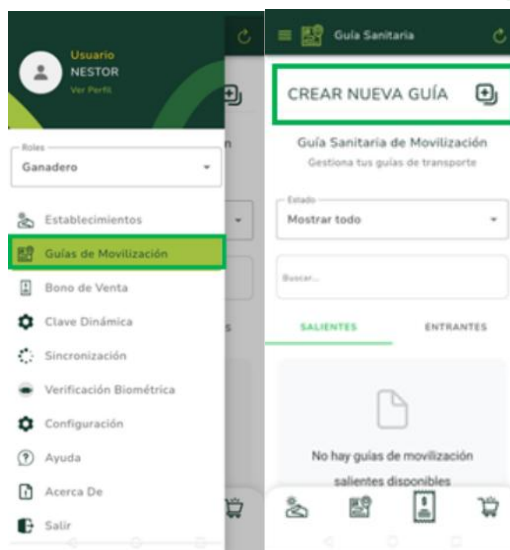 Usuario
NESTOR
Ver Perfil
Roles
Ganadero
Establecimientos
Guías de Movilización
Bono de Venta
Clave Dinámica
Sincronización
Verificación Biométrica
Configuración
Ayuda
Acerca De
Salir
n
s
Guía Sanitaria
CREAR NUEVA GUÍA
Guía Sanitaria de Movilización
Gestiona tus guías de transporte
Estado
Mostrar todo
Buscar...
SALIENTES ENTRANTES
No hay guías de movilización
salientes disponibles